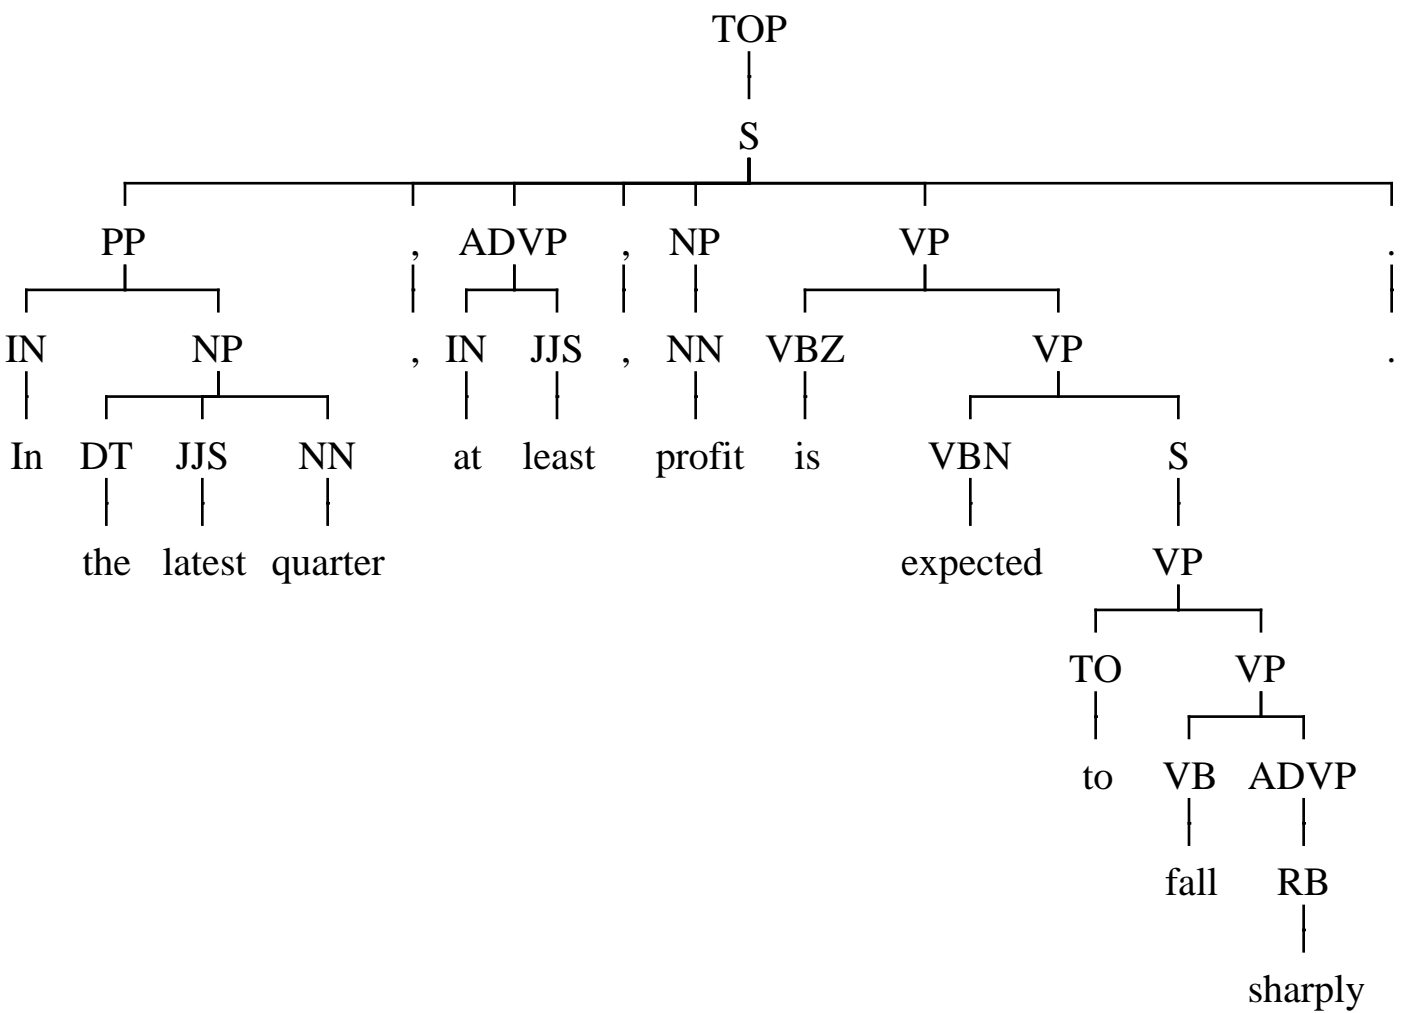 TOP
S
PP , ADVP , NP VP .
IN NP , IN JJS , NN VBZ VP .
In DT JJS NN at least profit is VBN S
the latest quarter expected VP
TO VP
to VB ADVP
fall RB
sharply